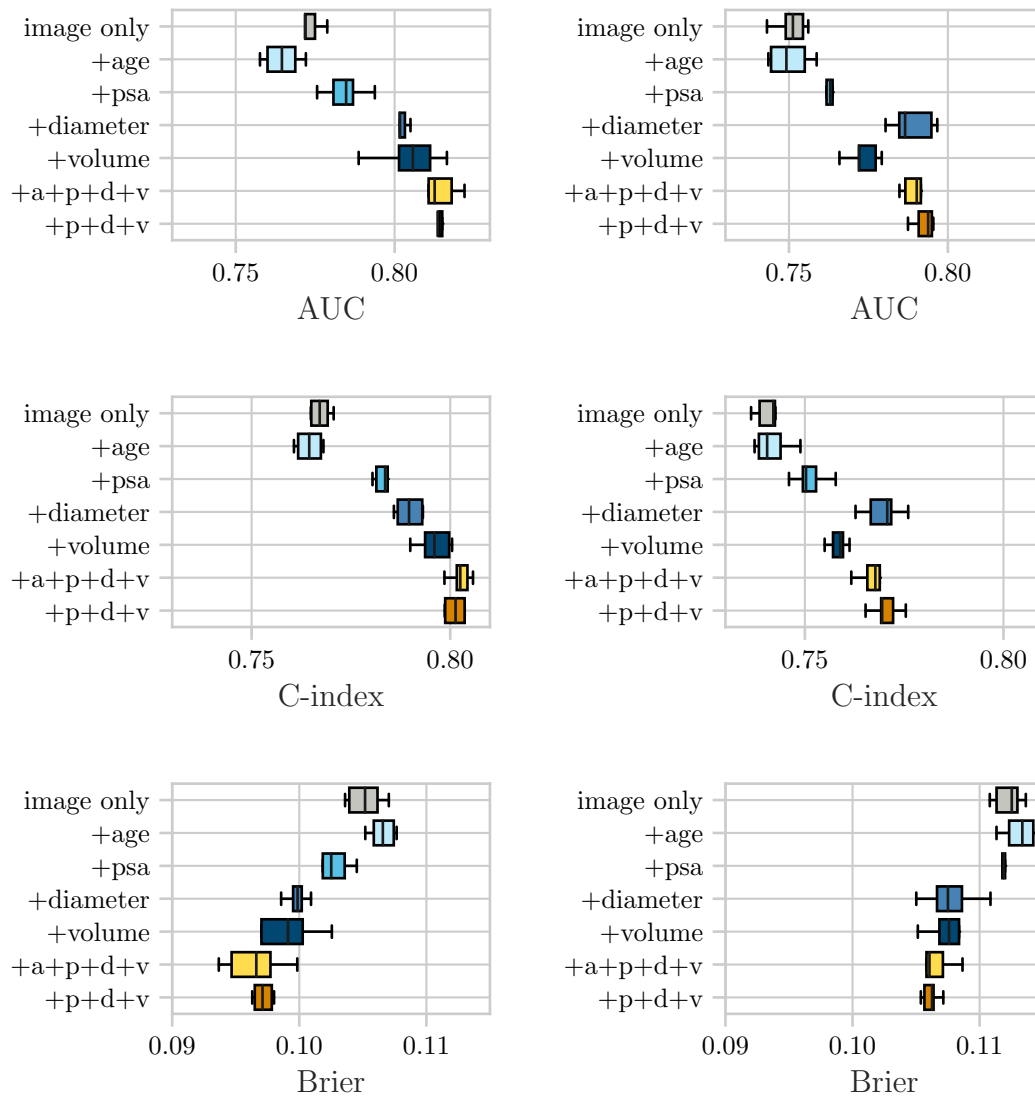 image only
+age
+psa
+diameter
+volume
+a+p+d+v
+p+d+v
0.75 0.80
AUC
image only
+age
+psa
+diameter
+volume
+a+p+d+v
+p+d+v
0.75 0.80
AUC
image only
+age
+psa
+diameter
+volume
+a+p+d+v
+p+d+v
0.75 0.80
C-index
image only
+age
+psa
+diameter
+volume
+a+p+d+v
+p+d+v
0.75 0.80
C-index
image only
+age
+psa
+diameter
+volume
+a+p+d+v
+p+d+v
0.09 0.10 0.11
Brier
image only
+age
+psa
+diameter
+volume
+a+p+d+v
+p+d+v
0.09 0.10 0.11
Brier